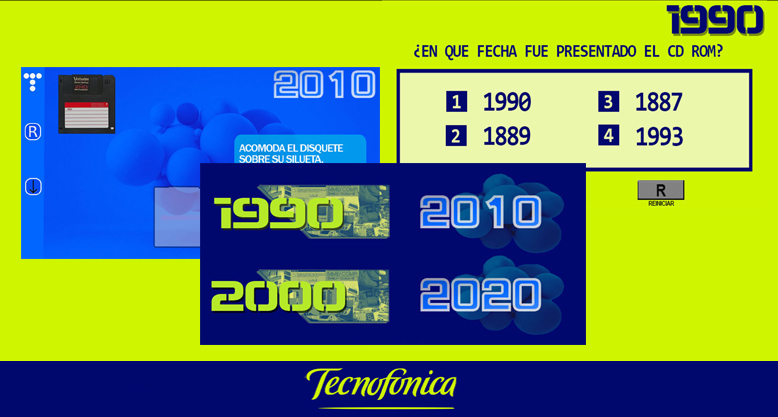 1990
¿EN QUE FECHA FUE PRESENTADO EL CD ROM?
1 1990
3 1887
2 1889
4 1993
R
REINICIAR
2010
Verbatim
R
ACOMODA EL DISQUETE
SOBRE SU SILUETA.
1990
2010
2000
2020
Tecnofónica